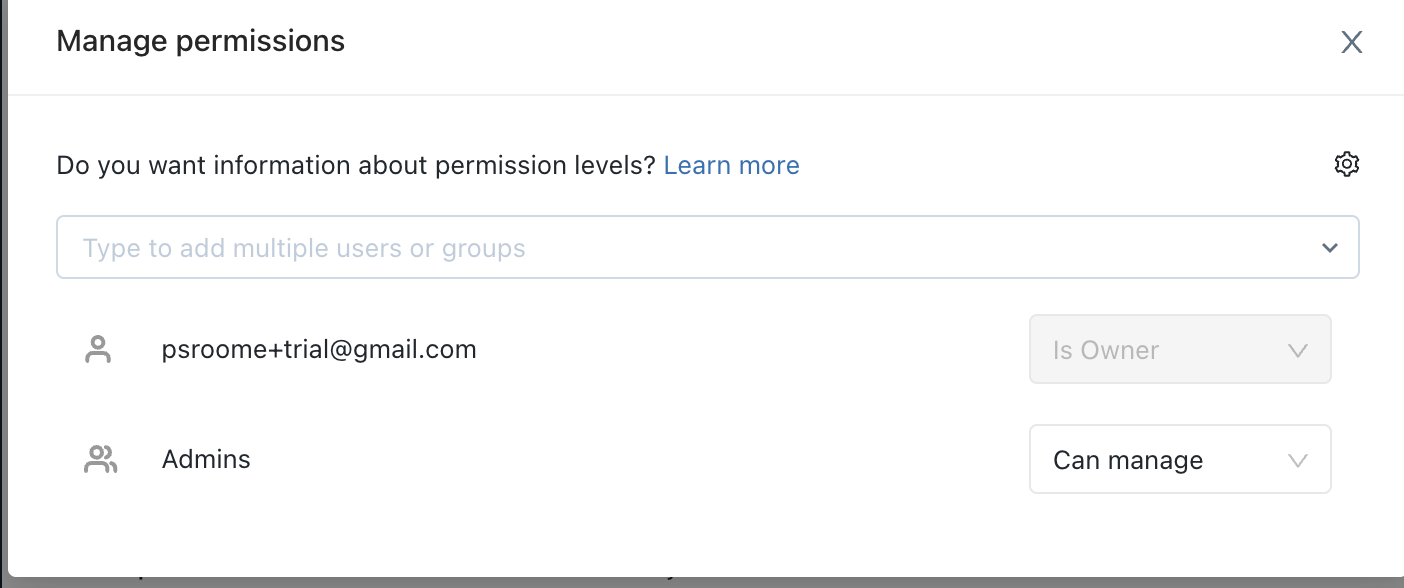 Manage permissions
Do you want information about permission levels? Learn more
Type to add multiple users or groups
psroome+trial@gmail.com
Is Owner
Admins
Can manage